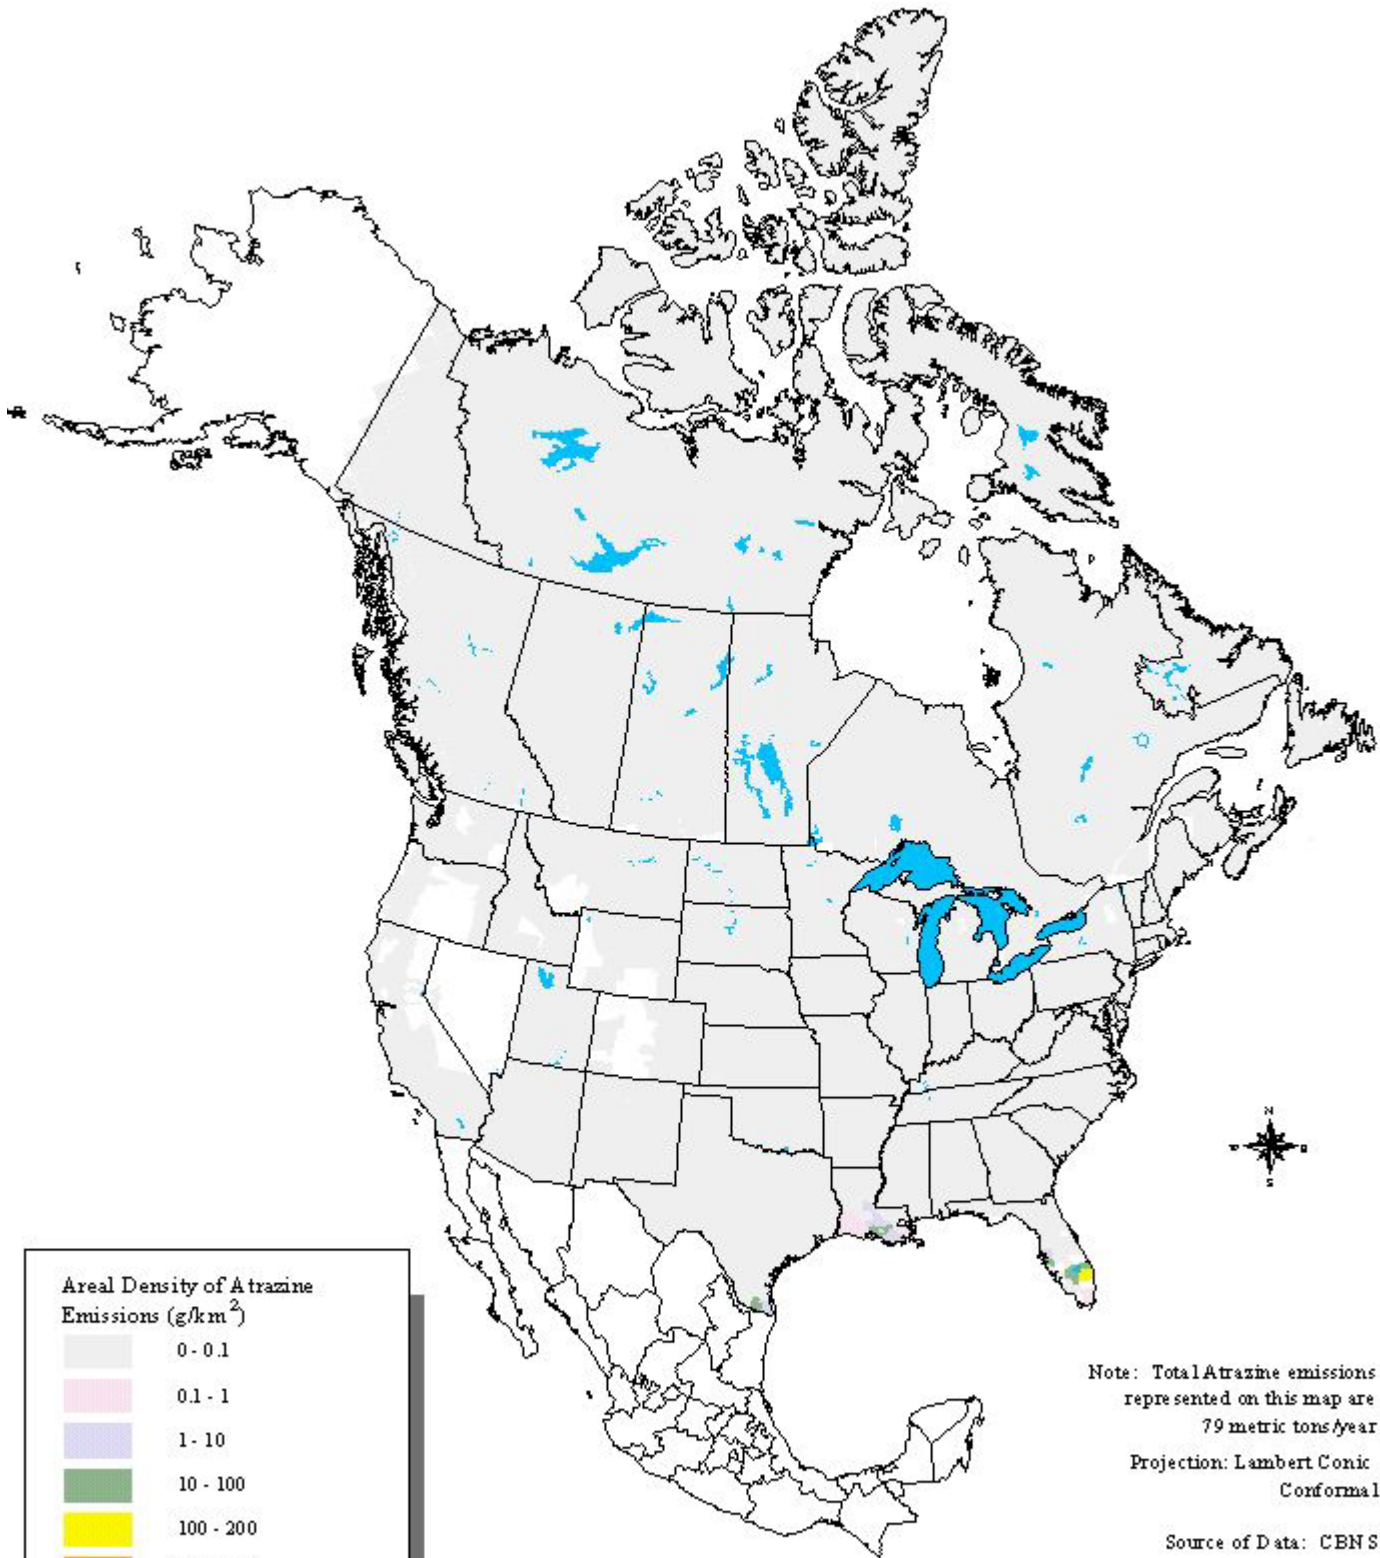 N
S
Areal Density of Atrazine
Emissions (g/km²)
0 - 0.1
0.1 - 1
1 - 10
10 - 100
100 - 200
Note: Total Atrazine emissions
represented on this map are
79 metric tons/year
Projection: Lambert Conic
Conformal
Source of Data: CBNS